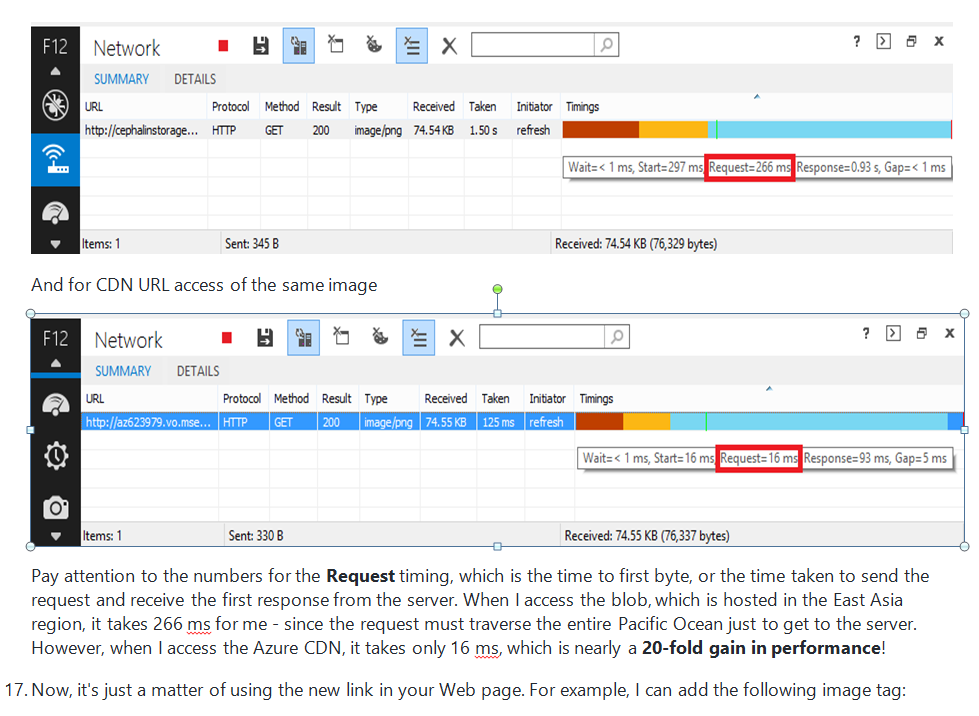 F12 Network ?
SUMMARY DETAILS
URL Protocol Method Result Type Received Taken Initiator Timings
http://cephalinstorage... HTTP GET 200 image/png 74.54 KB 1.50 s refresh
Wait=< 1 ms, Start=297 ms, Request=266 ms, Response=0.93 s, Gap=< 1 ms
Items: 1 Sent: 345 B Received: 74.54 KB (76,329 bytes)
And for CDN URL access of the same image
F12 Network ?
SUMMARY DETAILS
URL Protocol Method Result Type Received Taken Initiator Timings
http://az623979.vo.mse... HTTP GET 200 image/png 74.55 KB 125 ms refresh
Wait=< 1 ms, Start=16 ms, Request=16 ms, Response=93 ms, Gap=5 ms
Items: 1 Sent: 330 B Received: 74.55 KB (76,337 bytes)
Pay attention to the numbers for the Request timing, which is the time to first byte, or the time taken to send the
request and receive the first response from the server. When I access the blob, which is hosted in the East Asia
region, it takes 266 ms for me - since the request must traverse the entire Pacific Ocean just to get to the server.
However, when I access the Azure CDN, it takes only 16 ms, which is nearly a 20-fold gain in performance!
17. Now, it's just a matter of using the new link in your Web page. For example, I can add the following image tag: